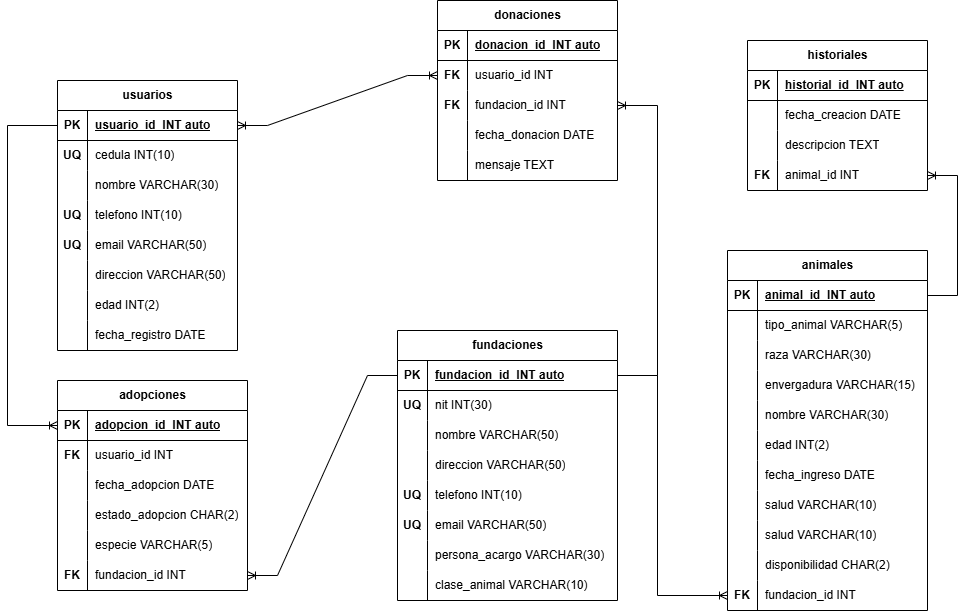 donaciones
PK donacion_id INT auto
FK usuario_id INT
FK fundacion_id INT
fecha_donacion DATE
mensaje TEXT
historiales
PK historial_id INT auto
fecha_creacion DATE
descripcion TEXT
FK animal_id INT
usuarios
PK usuario_id INT auto
UQ cedula INT(10)
nombre VARCHAR(30)
UQ telefono INT(10)
UQ email VARCHAR(50)
direccion VARCHAR(50)
edad INT(2)
fecha_registro DATE
animales
PK animal_id INT auto
tipo_animal VARCHAR(5)
raza VARCHAR(30)
envergadura VARCHAR(15)
nombre VARCHAR(30)
edad INT(2)
fecha_ingreso DATE
salud VARCHAR(10)
salud VARCHAR(10)
disponibilidad CHAR(2)
FK fundacion_id INT
fundaciones
PK fundacion_id INT auto
UQ nit INT(30)
nombre VARCHAR(50)
direccion VARCHAR(50)
UQ telefono INT(10)
UQ email VARCHAR(50)
persona_acargo VARCHAR(30)
clase_animal VARCHAR(10)
adopciones
PK adopcion_id INT auto
FK usuario_id INT
fecha_adopcion DATE
estado_adopcion CHAR(2)
especie VARCHAR(5)
FK fundacion_id INT